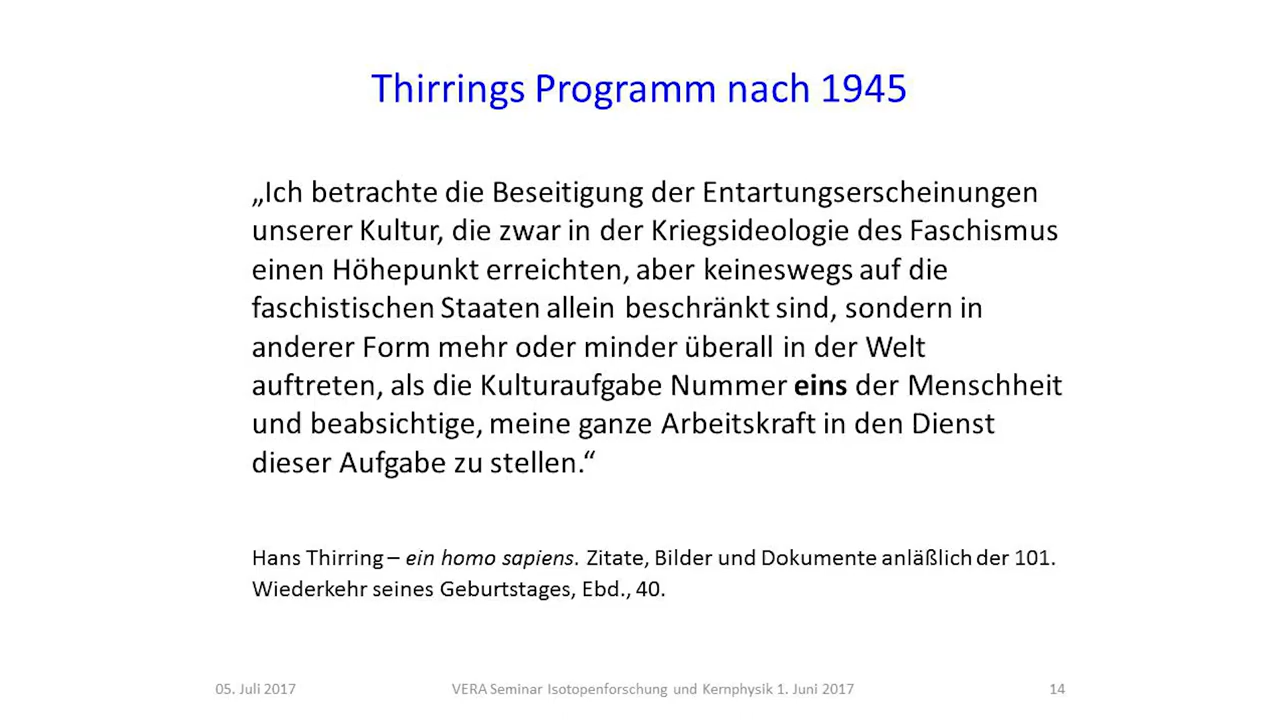 Thirrings Programm nach 1945
„Ich betrachte die Beseitigung der Entartungserscheinungen
unserer Kultur, die zwar in der Kriegsideologie des Faschismus
einen Höhepunkt erreichten, aber keineswegs auf die
faschistischen Staaten allein beschränkt sind, sondern in
anderer Form mehr oder minder überall in der Welt
auftreten, als die Kulturaufgabe Nummer eins der Menschheit
und beabsichtige, meine ganze Arbeitskraft in den Dienst
dieser Aufgabe zu stellen.“
Hans Thirring – ein homo sapiens. Zitate, Bilder und Dokumente anläßlich der 101.
Wiederkehr seines Geburtstages, Ebd., 40.
05. Juli 2017 VERA Seminar Isotopenforschung und Kernphysik 1. Juni 2017 14